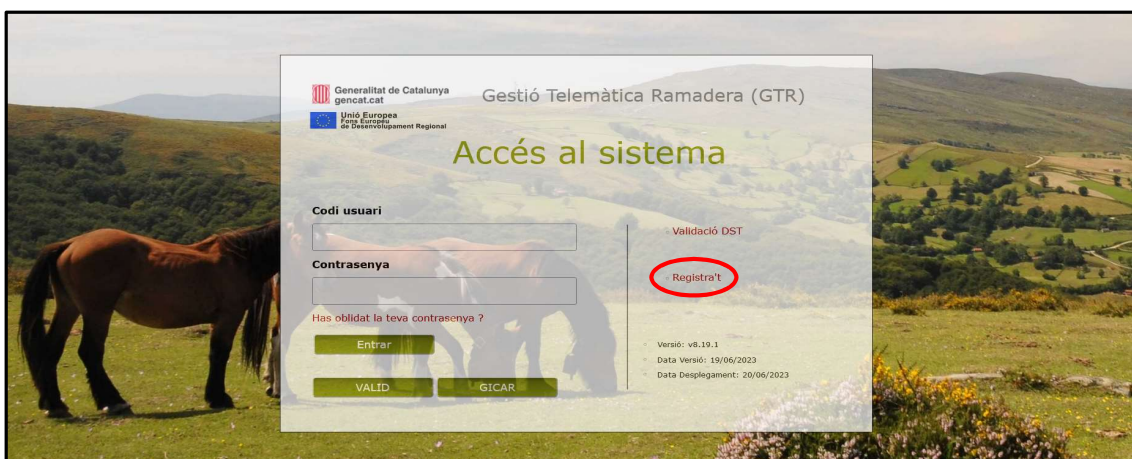 Generalitat de Catalunya
gencat.cat
Gestió Telemàtica Ramadera (GTR)
Unió Europea
Fons Europeu
de Desenvolupament Regional
Accés al sistema
Codi usuari
Validació DST
Contrasenya
Registra't
Has oblidat la teva contrasenya ?
Entrar
Versió: v8.19.1
Data Versió: 19/06/2023
Data Desplegament: 20/06/2023
VALID
GICAR